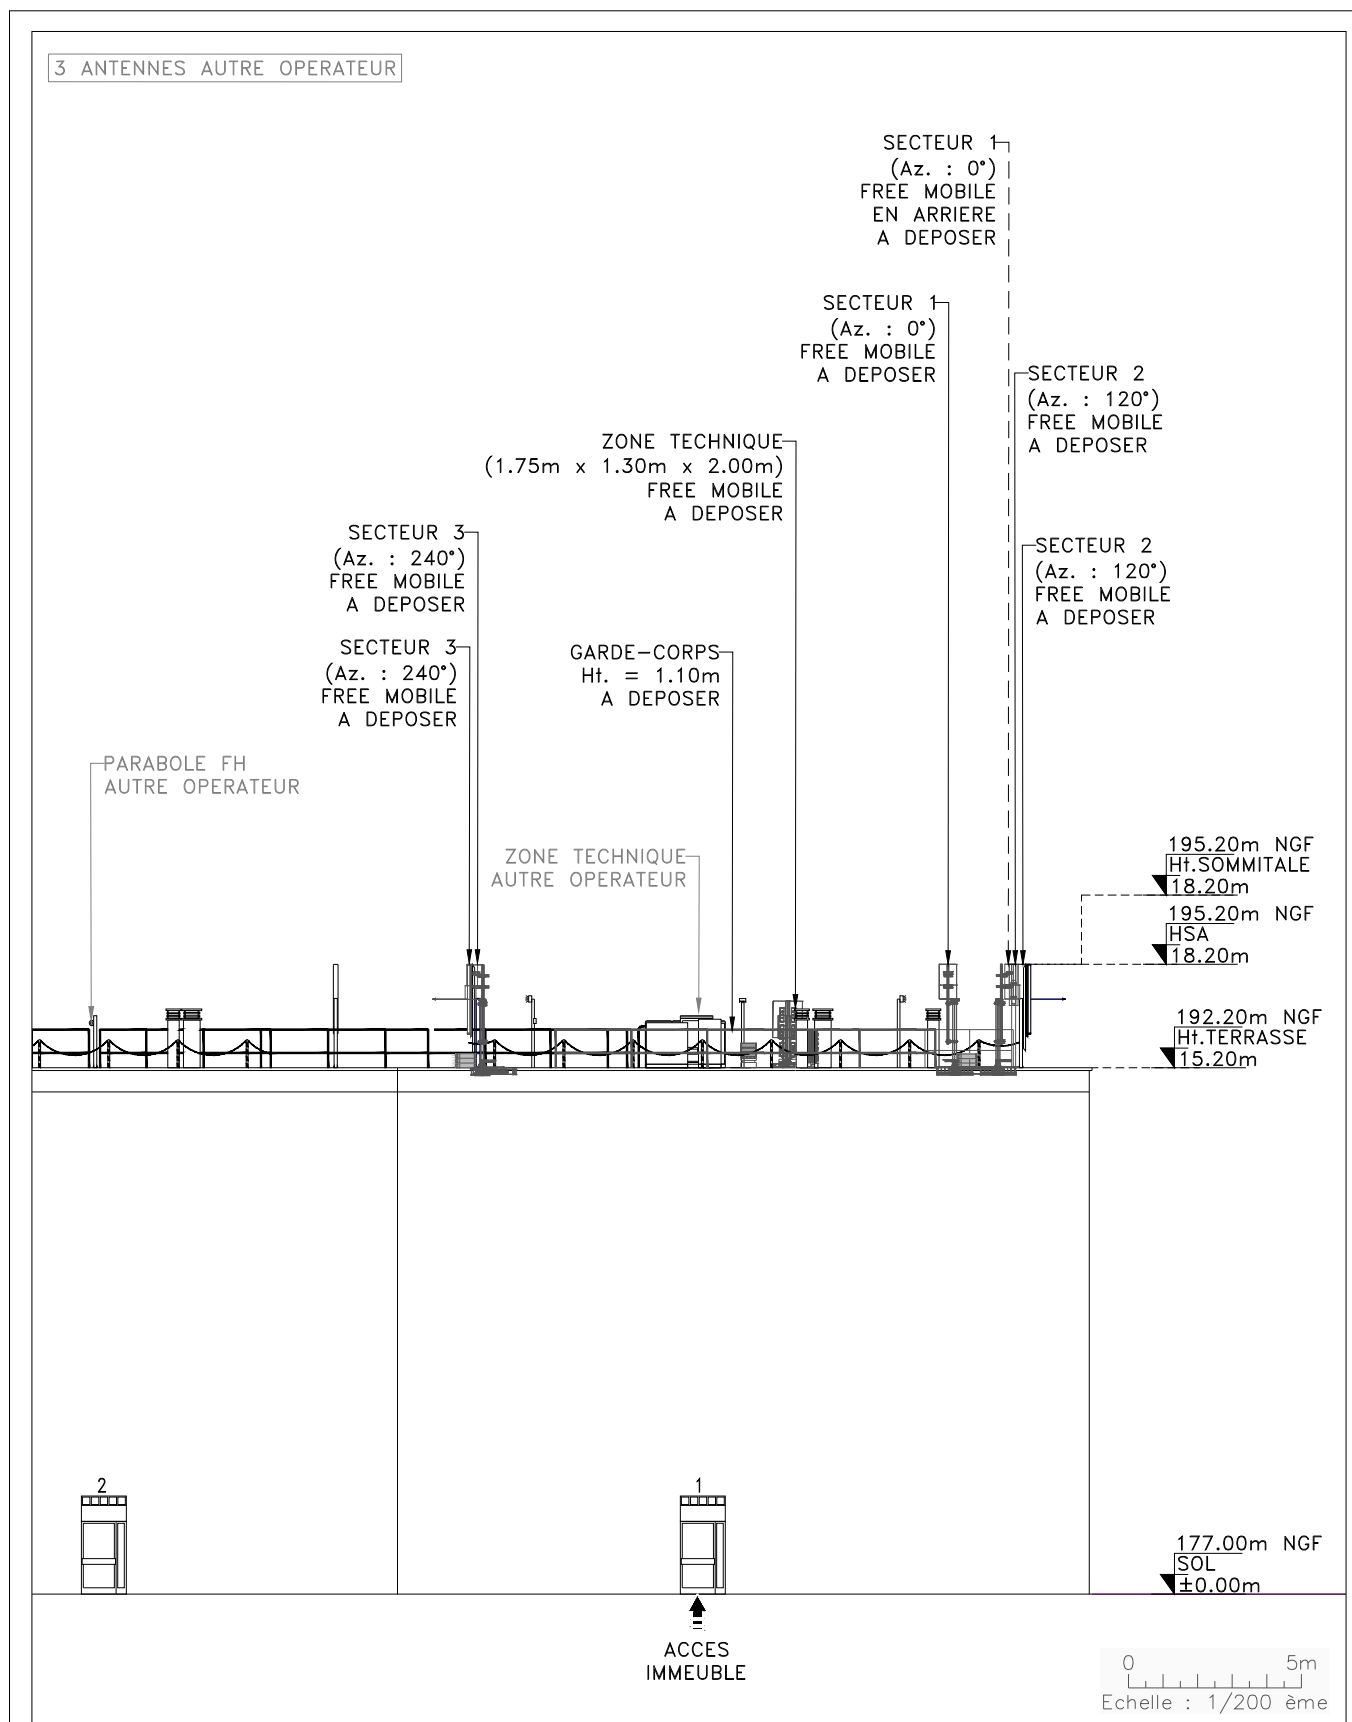 3 ANTENNES AUTRE OPERATEUR
SECTEUR 1
(Az. : 0°)
FREE MOBILE
EN ARRIERE
A DEPOSER
SECTEUR 1
(Az. : 0°)
FREE MOBILE
A DEPOSER
SECTEUR 2
(Az. : 120°)
FREE MOBILE
A DEPOSER
ZONE TECHNIQUE
(1.75m x 1.30m x 2.00m)
FREE MOBILE
A DEPOSER
SECTEUR 3
(Az. : 240°)
FREE MOBILE
A DEPOSER
SECTEUR 2
(Az. : 120°)
FREE MOBILE
A DEPOSER
SECTEUR 3
(Az. : 240°)
FREE MOBILE
A DEPOSER
GARDE-CORPS
Ht. = 1.10m
A DEPOSER
PARABOLE FH
AUTRE OPERATEUR
ZONE TECHNIQUE
AUTRE OPERATEUR
195.20m NGF
Ht.SOMMITALE
18.20m
195.20m NGF
HSA
18.20m
192.20m NGF
Ht.TERRASSE
15.20m
2
1
177.00m NGF
SOL
±0.00m
ACCES
IMMEUBLE
0 5m
Echelle : 1/200 ème